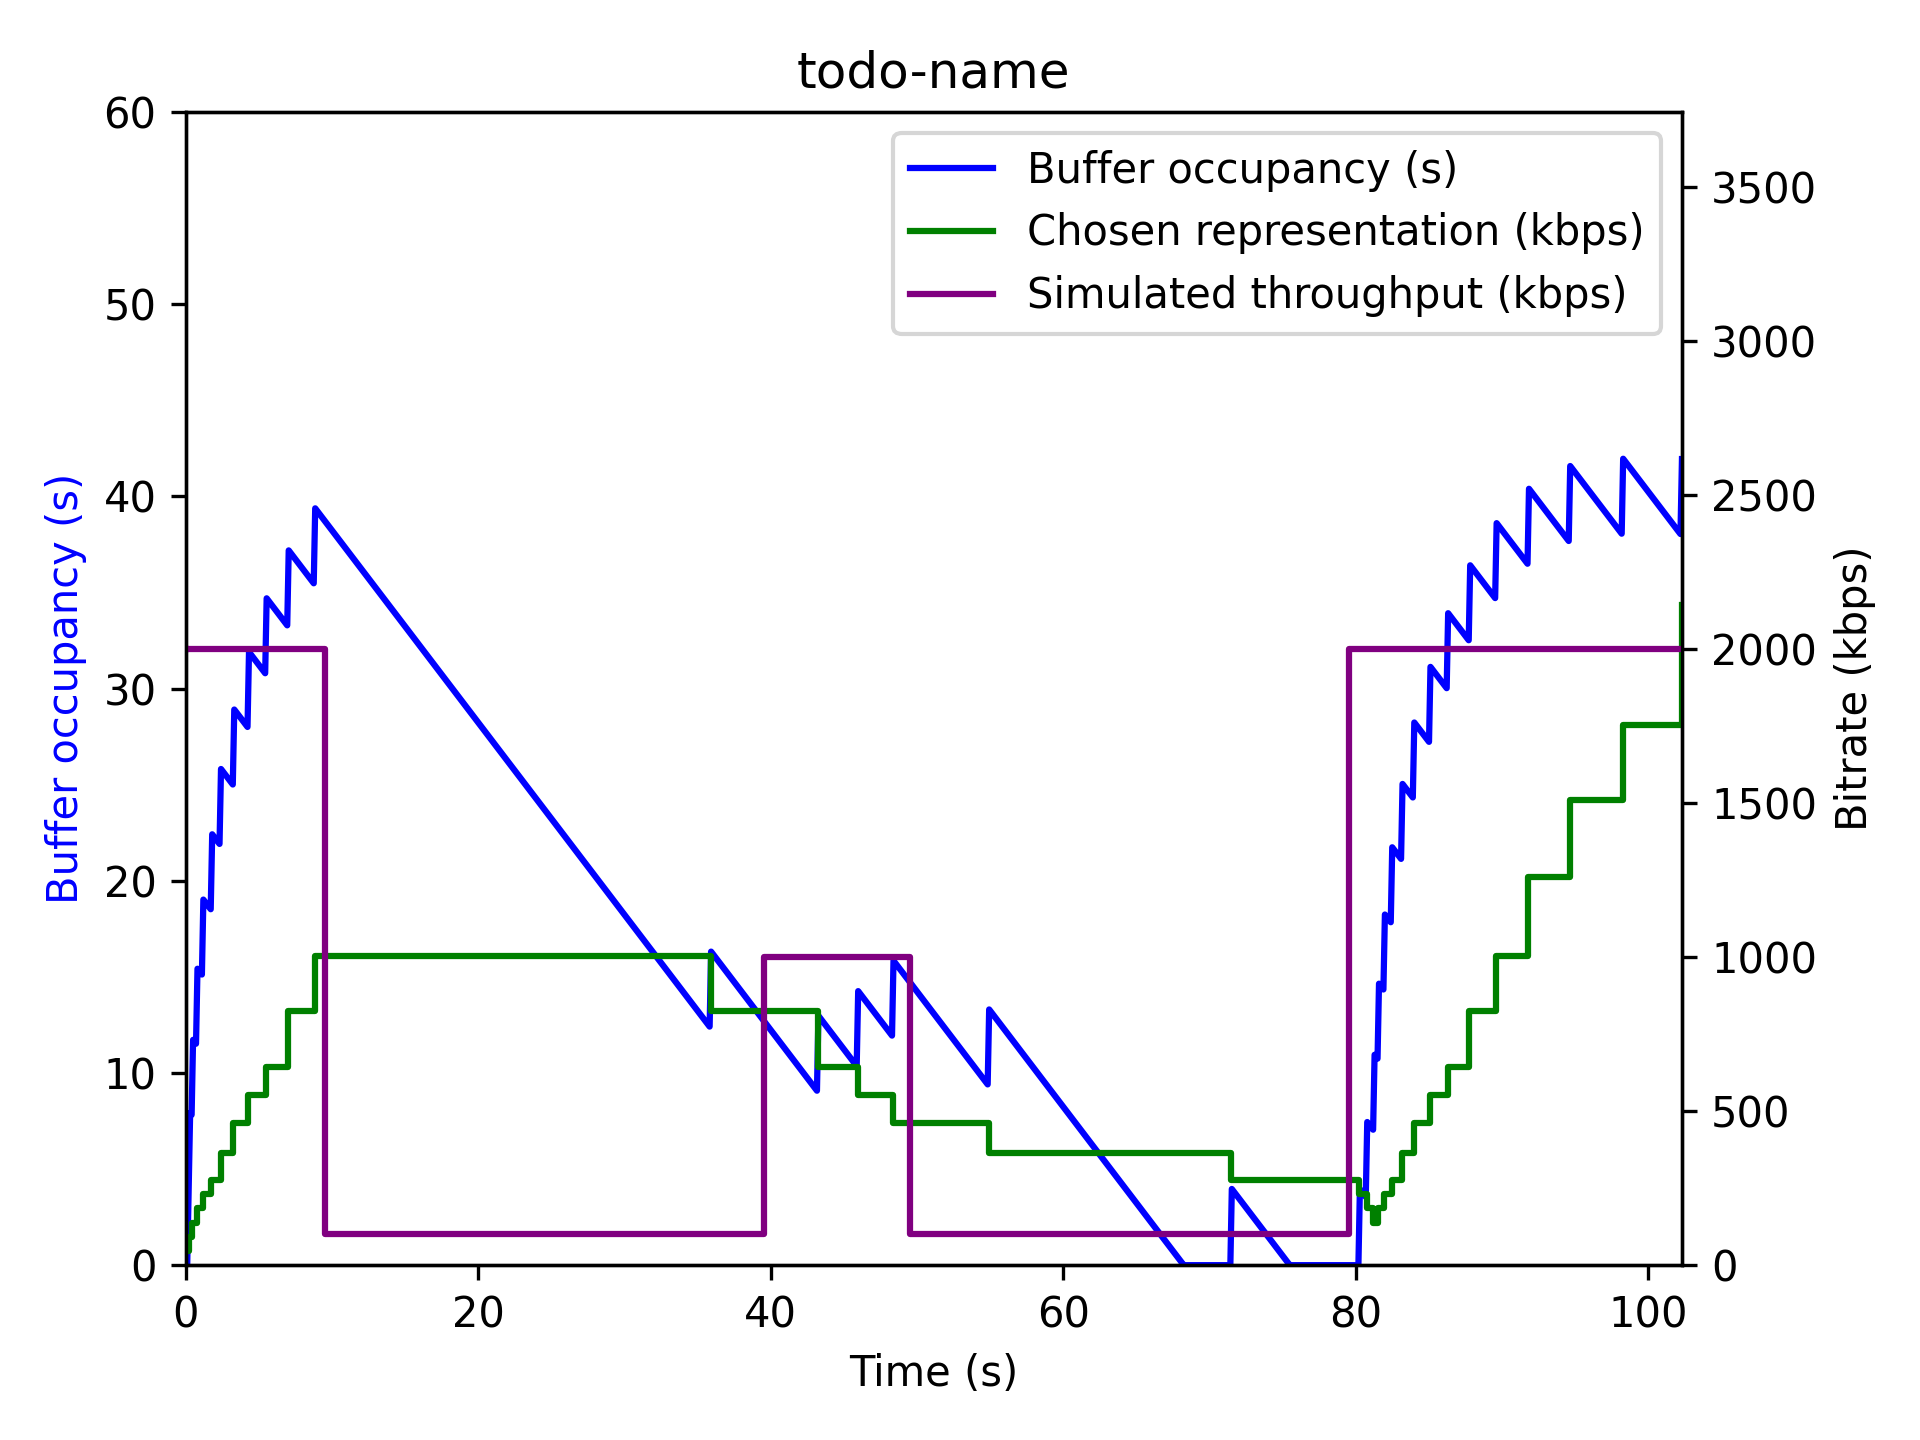 todo-name
60
50
40
30
20
10
0
Buffer occupancy (s)
Buffer occupancy (s)
Chosen representation (kbps)
Simulated throughput (kbps)
3500
3000
2500
2000
1500
1000
500
0
Bitrate (kbps)
0 20 40 60 80 100
Time (s)